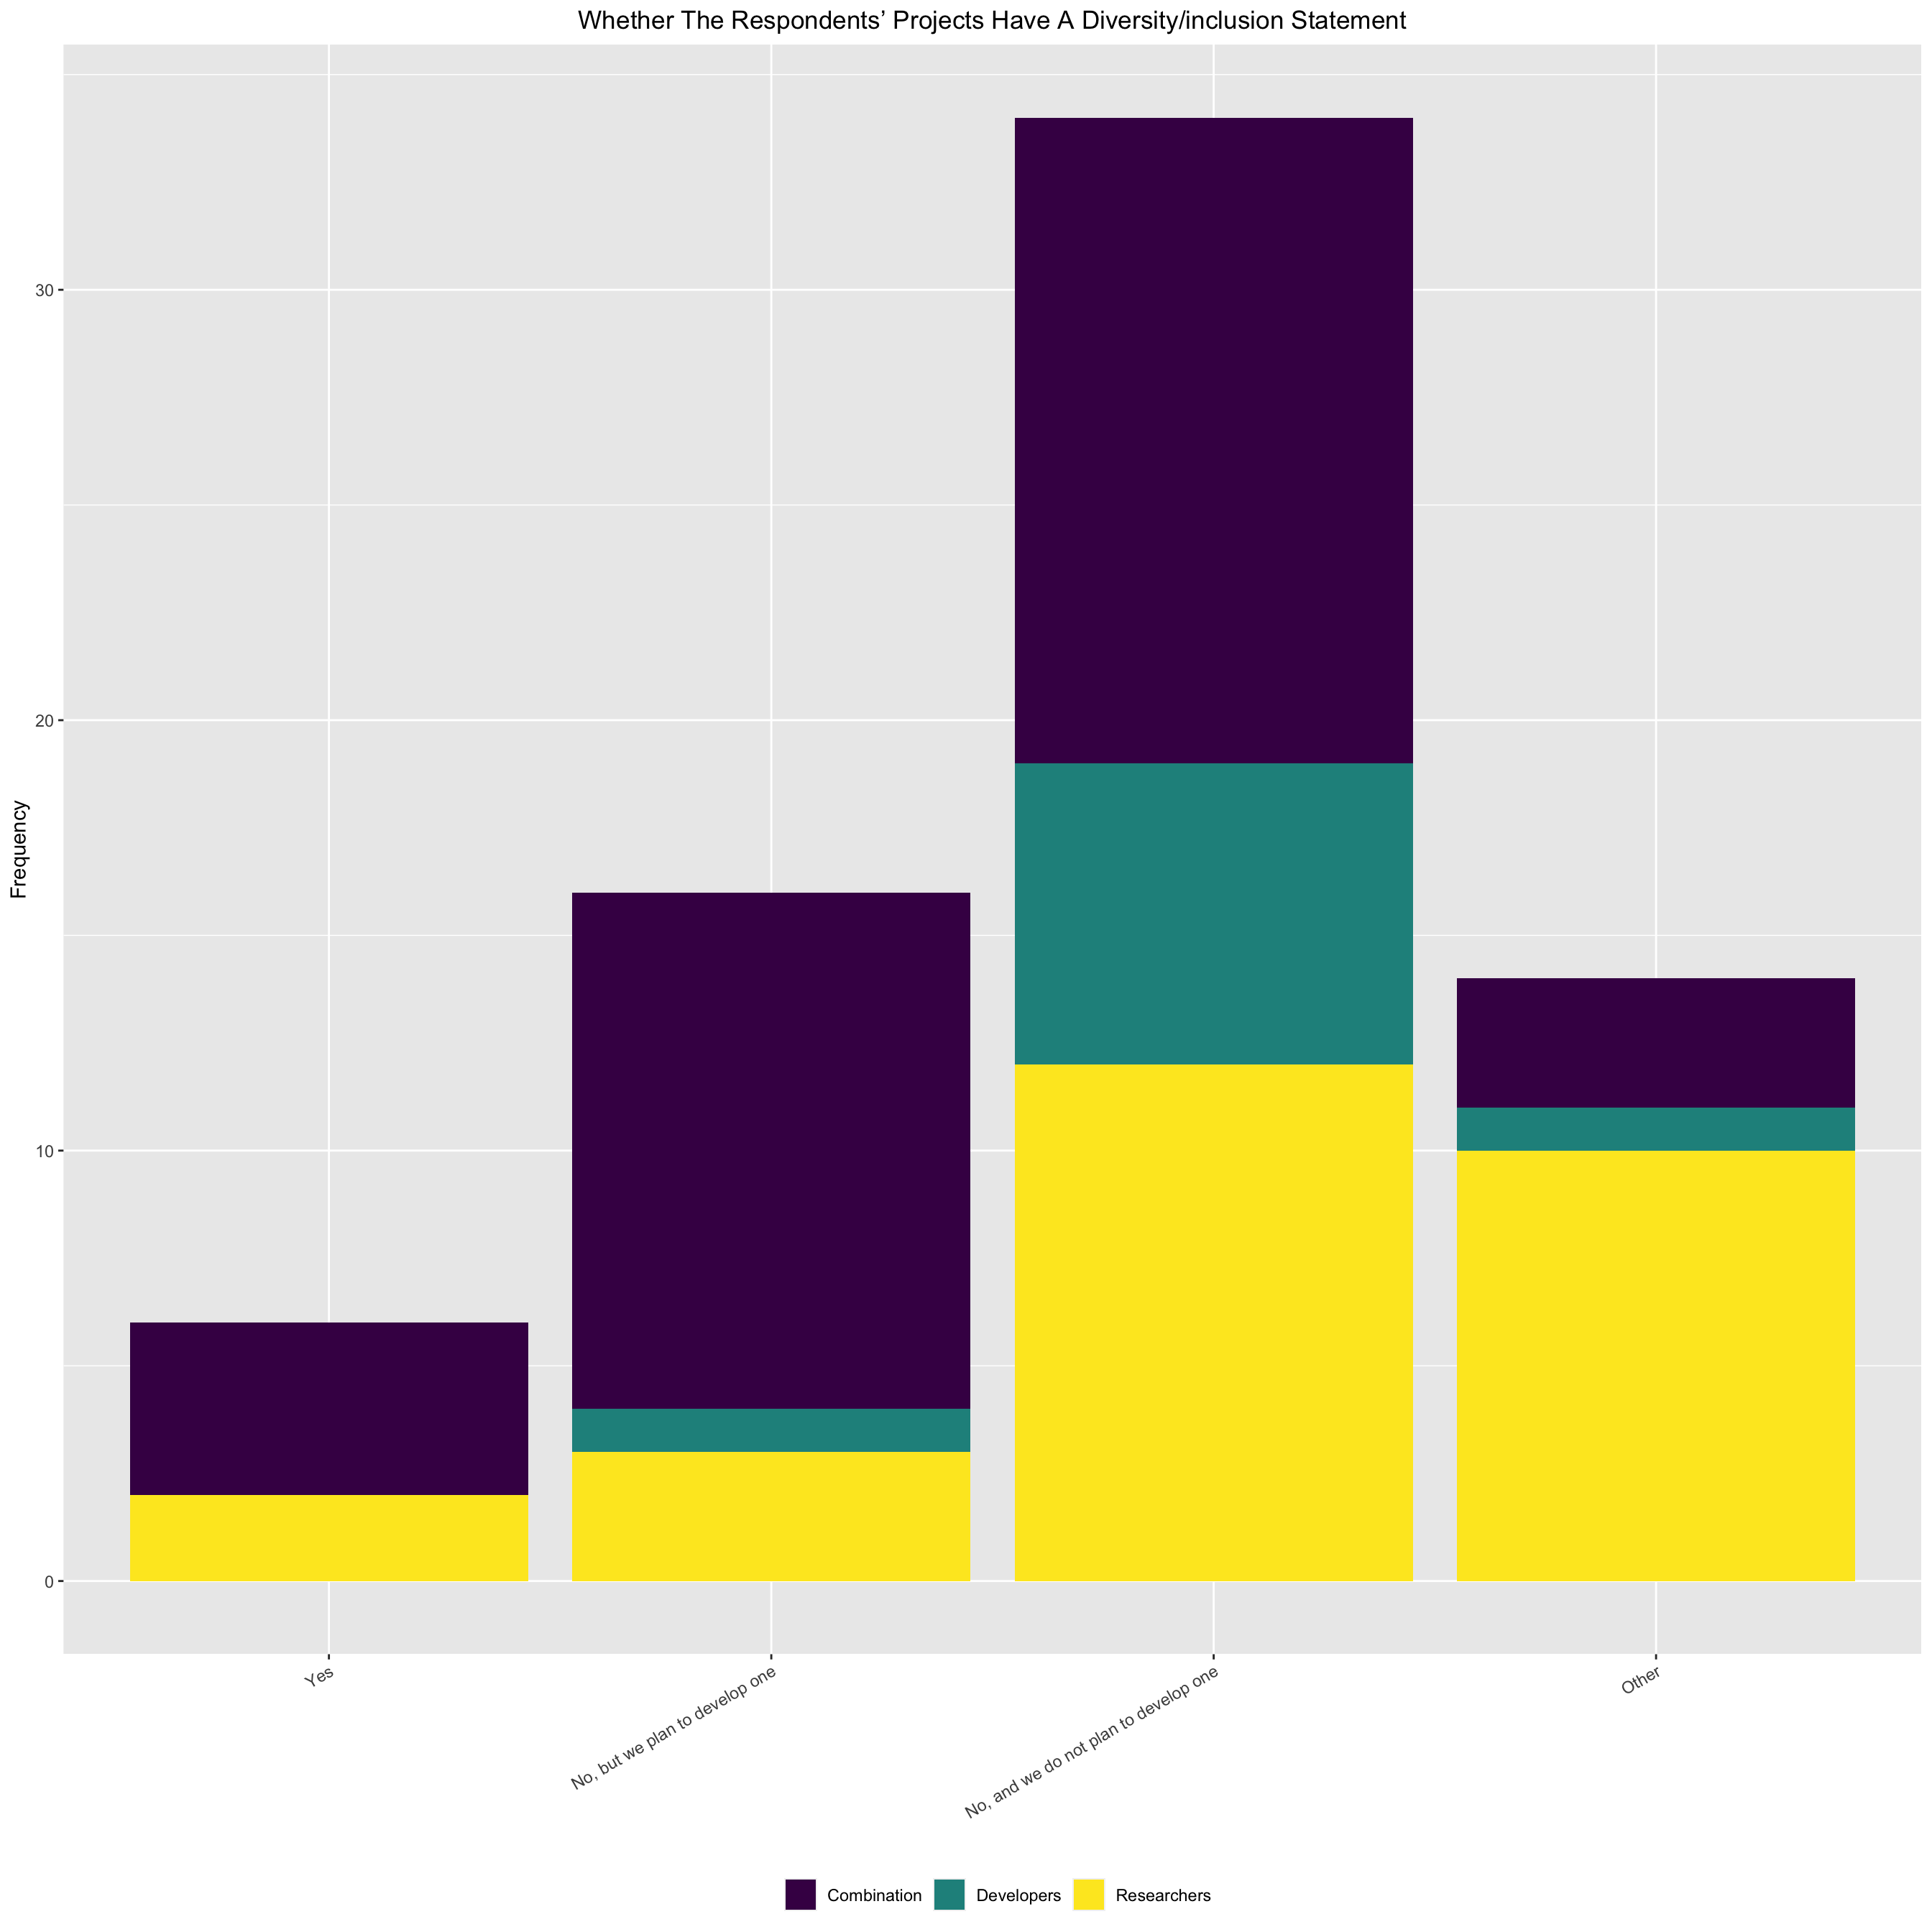 Whether The Respondents’ Projects Have A Diversity/inclusion Statement
Frequency
30
20
10
0
Yes
No, but we plan to develop one
No, and we do not plan to develop one
Other
Combination
Developers
Researchers